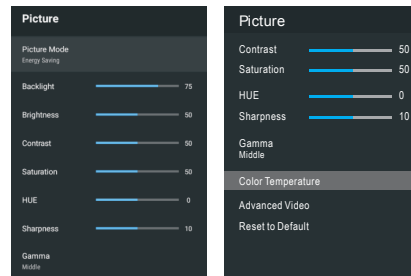 Picture
Picture Mode
Energy Saving
Backlight 75
Brightness 50
Contrast 50
Saturation 50
HUE 0
Sharpness 10
Gamma
Middle
Picture
Contrast 50
Saturation 50
HUE 0
Sharpness 10
Gamma
Middle
Color Temperature
Advanced Video
Reset to Default